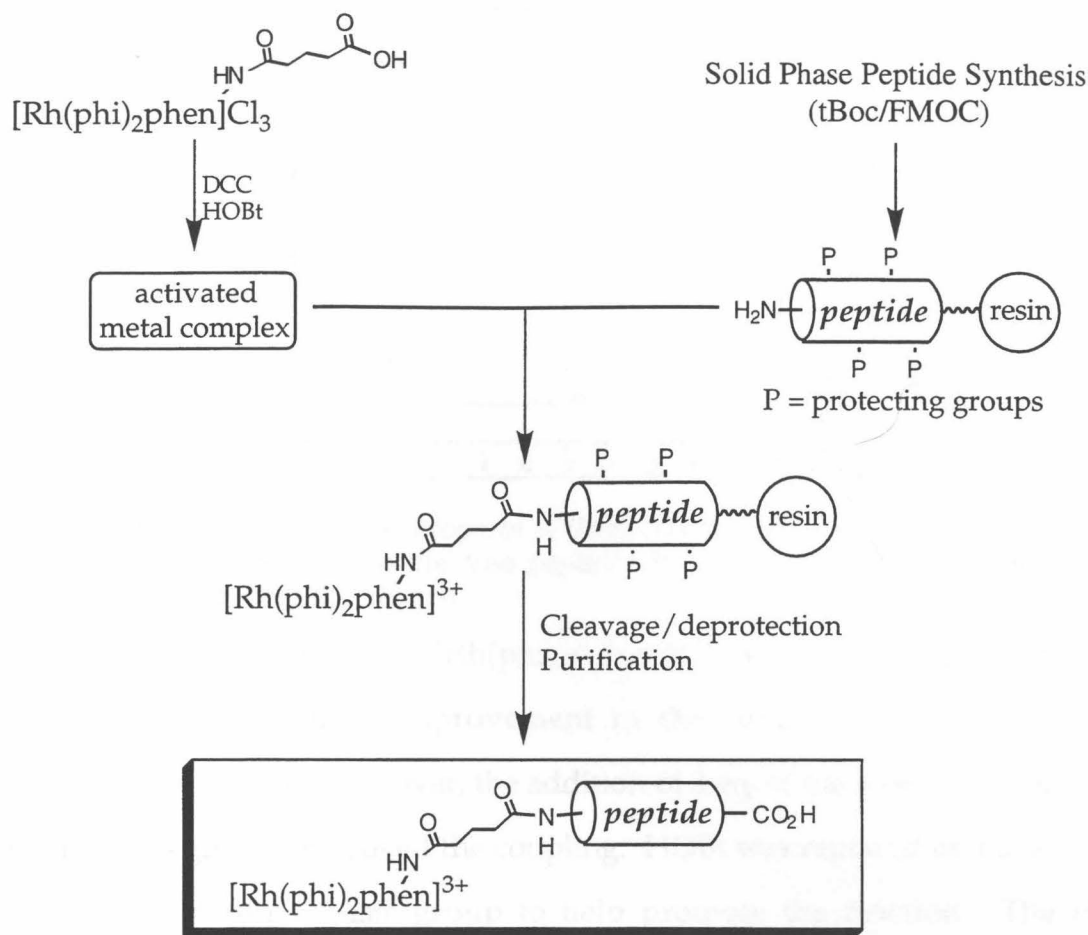 O
O
OH
HN
[Rh(phi)₂phen]Cl₃
Solid Phase Peptide Synthesis
(tBoc/FMOC)
DCC
HOBt
activated
metal complex
P P
H₂N peptide resin
P P
P = protecting groups
P P
O
O N peptide resin
H
HN P P
[Rh(phi)₂phen]³⁺
Cleavage/deprotection
Purification
O
O N peptide CO₂H
H
HN
[Rh(phi)₂phen]³⁺